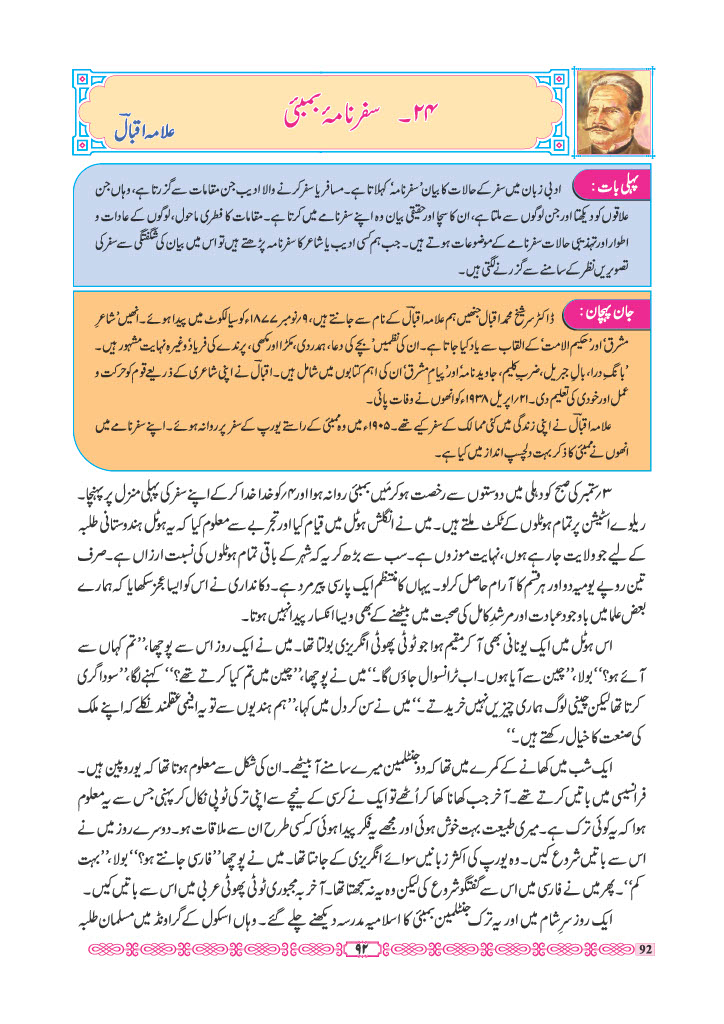 ۲۴۔ سفرنامۂ بمبئی
علامہ اقبالؔ
پہلی بات :
ادبی زبان میں سفر کے حالات کا بیان ’سفرنامہ‘ کہلاتا ہے۔ مسافر یا سفر کرنے والا ادیب جن مقامات سے گزرتا ہے، وہاں جن
علاقوں کو دیکھتا اور جن لوگوں سے ملتا ہے، ان کا سچا اور حقیقی بیان وہ اپنے سفرنامے میں کرتا ہے۔ مقامات کا فطری ماحول، لوگوں کے عادات و
اطوار اور تہذیبی حالات سفرنامے کے موضوعات ہوتے ہیں۔ جب ہم کسی ادیب یا شاعر کا سفرنامہ پڑھتے ہیں تو اس میں بیان کی شگفتگی سے سفر کی
تصویریں نظر کے سامنے سے گزرنے لگتی ہیں۔
جان پہچان :
ڈاکٹر سر شیخ محمد اقبال جنھیں ہم علامہ اقبالؔ کے نام سے جانتے ہیں، ۹؍نومبر ۱۸۷۷ء کو سیالکوٹ میں پیدا ہوئے۔ انھیں ’شاعرِ
مشرق‘ اور ’حکیم الامت‘ کے القاب سے یاد کیا جاتا ہے۔ ان کی نظمیں ’بچے کی دعا، ہمدردی، مکڑا اور مکھی، پرندے کی فریاد‘ وغیرہ نہایت مشہور ہیں۔
’بانگِ درا، بالِ جبریل، ضربِ کلیم، جاوید نامہ‘ اور ’پیامِ مشرق‘ ان کی اہم کتابوں میں شامل ہیں۔ اقبالؔ نے اپنی شاعری کے ذریعے قوم کو حرکت و
عمل اور خودی کی تعلیم دی۔ ۲۱؍اپریل ۱۹۳۸ء کو انھوں نے وفات پائی۔
علامہ اقبالؔ نے اپنی زندگی میں کئی ممالک کے سفر کیے تھے۔ ۱۹۰۵ء میں وہ ممبئی کے راستے یورپ کے سفر پر روانہ ہوئے۔ اپنے سفرنامے میں
انھوں نے ممبئی کا ذکر بہت دلچسپ انداز میں کیا ہے۔
۳؍ستمبر کی صبح کو دہلی میں دوستوں سے رخصت ہوکر مَیں بمبئی روانہ ہوا اور ۴؍کو خدا خدا کرکے اپنے سفر کی پہلی منزل پر پہنچا۔
ریلوے اسٹیشن پر تمام ہوٹلوں کے ٹکٹ ملتے ہیں۔ میں نے انگلش ہوٹل میں قیام کیا اور تجربے سے معلوم کیا کہ یہ ہوٹل ہندوستانی طلبہ
کے لیے جو ولایت جارہے ہوں، نہایت موزوں ہے۔ سب سے بڑھ کر یہ کہ شہر کے باقی تمام ہوٹلوں کی نسبت ارزاں ہے۔ صرف
تین روپے یومیہ دو اور ہر قسم کا آرام حاصل کرلو۔ یہاں کا منتظم ایک پارسی پیر مرد ہے۔ دکانداری نے اس کو ایسا عجز سکھایا کہ ہمارے
بعض علما میں باوجود عبادت اور مرشدِ کامل کی صحبت میں بیٹھنے کے بھی ویسا انکسار پیدا نہیں ہوتا۔
اس ہوٹل میں ایک یونانی بھی آ کر مقیم ہوا جو ٹوٹی پھوٹی انگریزی بولتا تھا۔ میں نے ایک روز اس سے پوچھا، ’’تم کہاں سے
آئے ہو؟‘‘ بولا، ’’چین سے آیا ہوں۔ اب ٹرانسوال جاؤں گا۔‘‘ میں نے پوچھا، ’’چین میں تم کیا کرتے تھے؟‘‘ کہنے لگا، ’’سوداگری
کرتا تھا لیکن چینی لوگ ہماری چیزیں نہیں خریدتے۔‘‘ میں نے سن کر دل میں کہا، ’’ہم ہندیوں سے تو یہ افیمی عقلمند نکلے کہ اپنے ملک
کی صنعت کا خیال رکھتے ہیں۔‘‘
ایک شب میں کھانے کے کمرے میں تھا کہ دو جنٹلمین میرے سامنے آ بیٹھے۔ ان کی شکل سے معلوم ہوتا تھا کہ یوروپین ہیں۔
فرانسیسی میں باتیں کرتے تھے۔ آخر جب کھانا کھا کر اُٹھے تو ایک نے کرسی کے نیچے سے اپنی ترکی ٹوپی نکال کر پہنی جس سے یہ معلوم
ہوا کہ یہ کوئی ترک ہے۔ میری طبیعت بہت خوش ہوئی اور مجھے یہ فکر پیدا ہوئی کہ کسی طرح ان سے ملاقات ہو۔ دوسرے روز میں نے
اس سے باتیں شروع کیں۔ وہ یورپ کی اکثر زبانیں سوائے انگریزی کے جانتا تھا۔ میں نے پوچھا ’’فارسی جانتے ہو؟‘‘ بولا، ’’بہت
کم‘‘۔ پھر میں نے فارسی میں اس سے گفتگو شروع کی لیکن وہ یہ نہ سمجھتا تھا۔ آخر بہ مجبوری ٹوٹی پھوٹی عربی میں اس سے باتیں کیں۔
ایک روز سرِ شام میں اور یہ ترک جنٹلمین بمبئی کا اسلامیہ مدرسہ دیکھنے چلے گئے۔ وہاں اسکول کے گراونڈ میں مسلمان طلبہ
۹۲
92